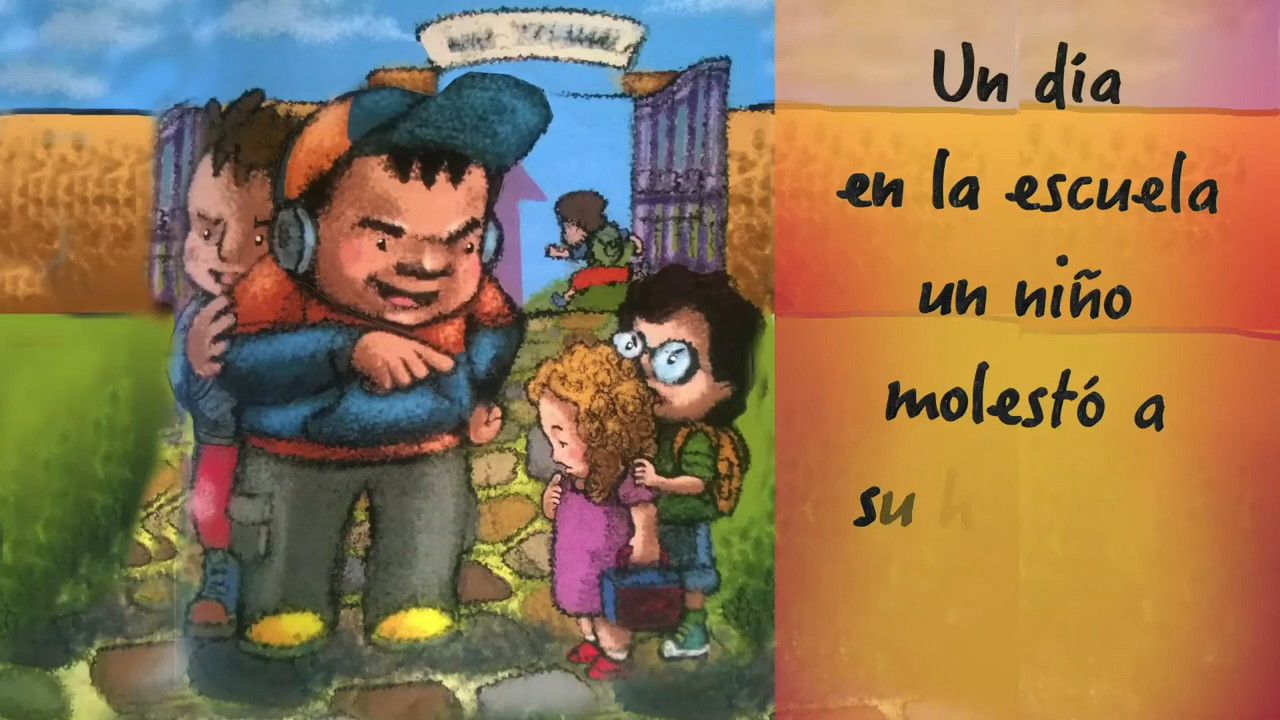 Un día
en la escuela
un niño
molestó a
su h